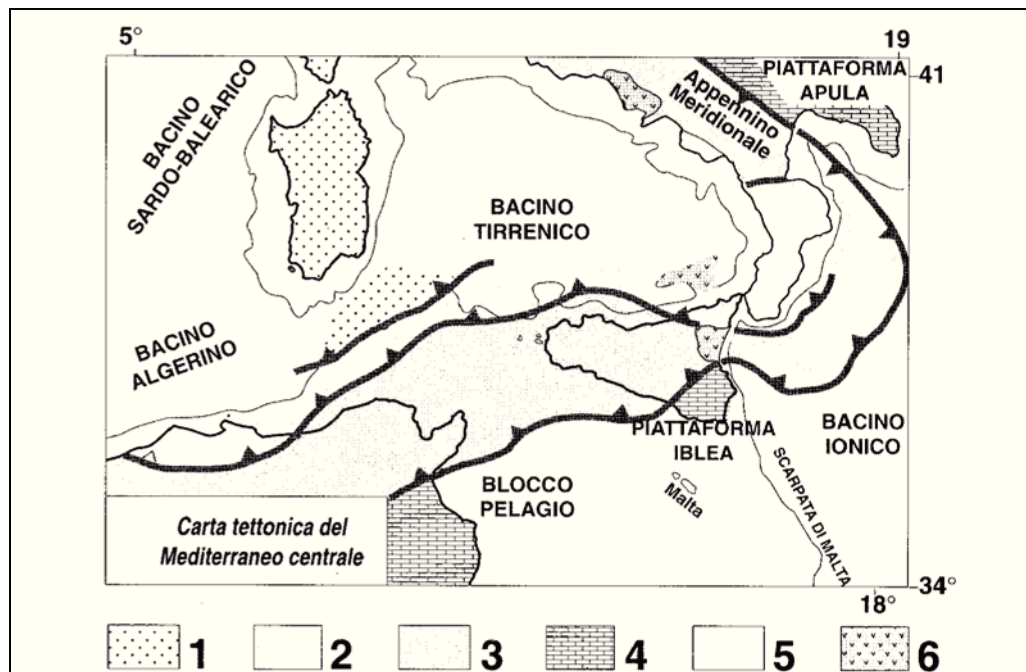 5°
19
41
PIATTAFORMA
APULA
Appennino
Meridionale
BACINO
SARDO-BALEARICO
BACINO
TIRRENICO
BACINO
ALGERINO
BACINO
IONICO
PIATTAFORMA
IBLEA
BLOCCO
PELAGIO
Malta
SCARPATA DI MALTA
Carta tettonica del
Mediterraneo centrale
34°
18°
1 2 3 4 5 6